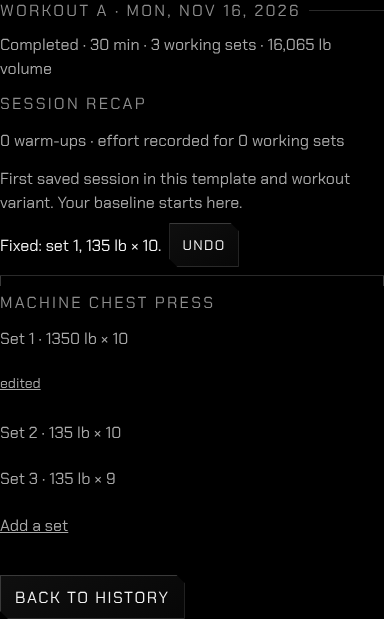 WORKOUT A · MON, NOV 16, 2026
Completed · 30 min · 3 working sets · 16,065 lb
volume
SESSION RECAP
0 warm-ups · effort recorded for 0 working sets
First saved session in this template and workout
variant. Your baseline starts here.
Fixed: set 1, 135 lb × 10. UNDO
MACHINE CHEST PRESS
Set 1 · 1350 lb × 10
edited
Set 2 · 135 lb × 10
Set 3 · 135 lb × 9
Add a set
BACK TO HISTORY